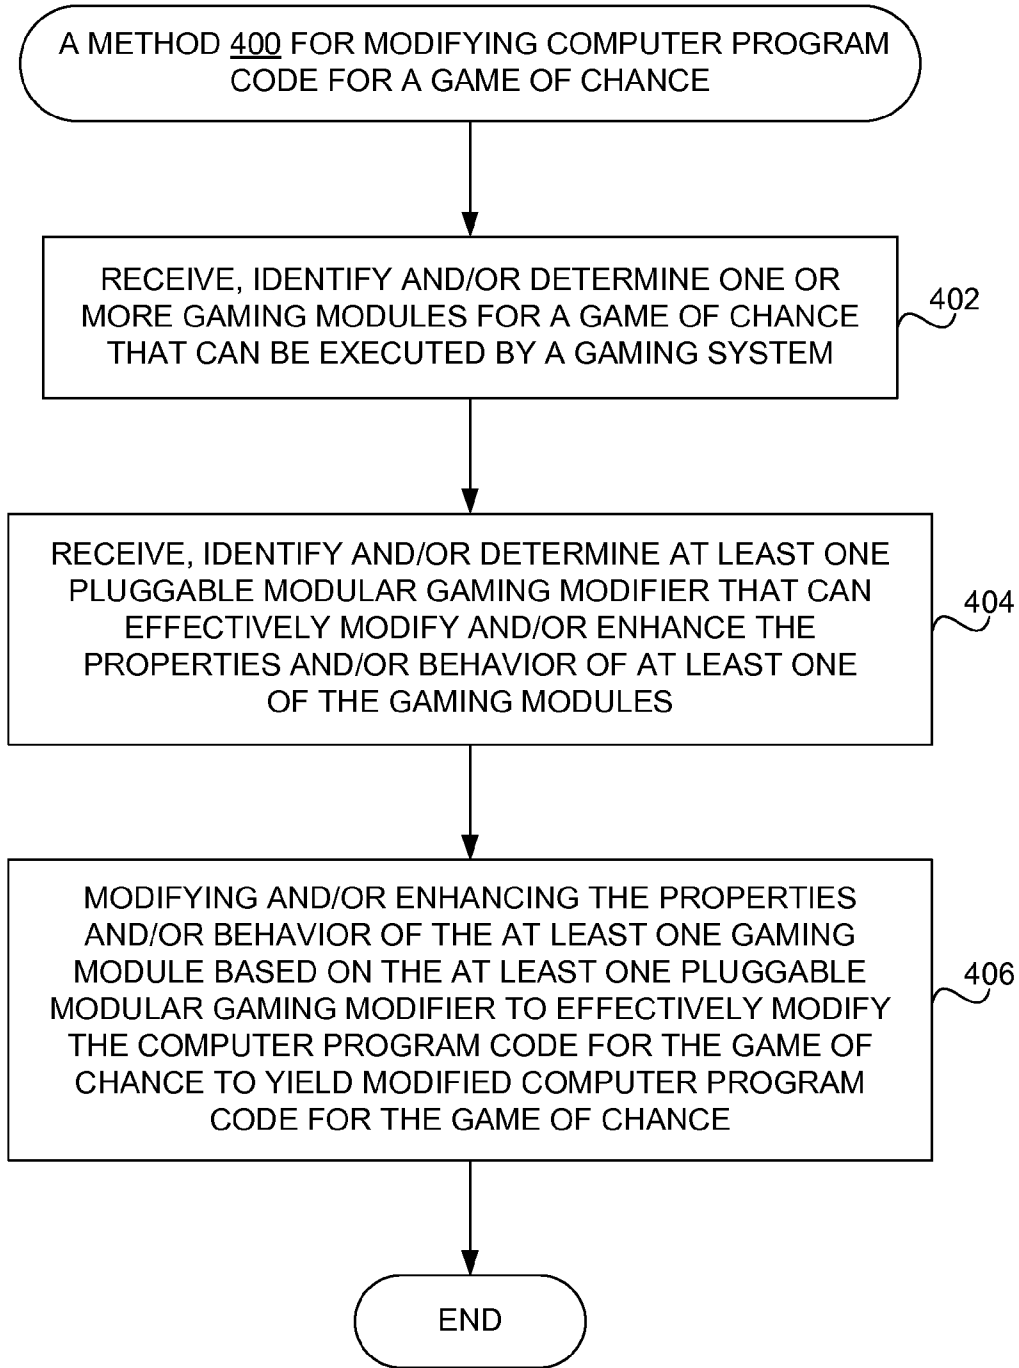 A METHOD 400 FOR MODIFYING COMPUTER PROGRAM
CODE FOR A GAME OF CHANCE
RECEIVE, IDENTIFY AND/OR DETERMINE ONE OR
MORE GAMING MODULES FOR A GAME OF CHANCE
THAT CAN BE EXECUTED BY A GAMING SYSTEM
402
RECEIVE, IDENTIFY AND/OR DETERMINE AT LEAST ONE
PLUGGABLE MODULAR GAMING MODIFIER THAT CAN
EFFECTIVELY MODIFY AND/OR ENHANCE THE
PROPERTIES AND/OR BEHAVIOR OF AT LEAST ONE
OF THE GAMING MODULES
404
MODIFYING AND/OR ENHANCING THE PROPERTIES
AND/OR BEHAVIOR OF THE AT LEAST ONE GAMING
MODULE BASED ON THE AT LEAST ONE PLUGGABLE
MODULAR GAMING MODIFIER TO EFFECTIVELY MODIFY
THE COMPUTER PROGRAM CODE FOR THE GAME OF
CHANCE TO YIELD MODIFIED COMPUTER PROGRAM
CODE FOR THE GAME OF CHANCE
406
END